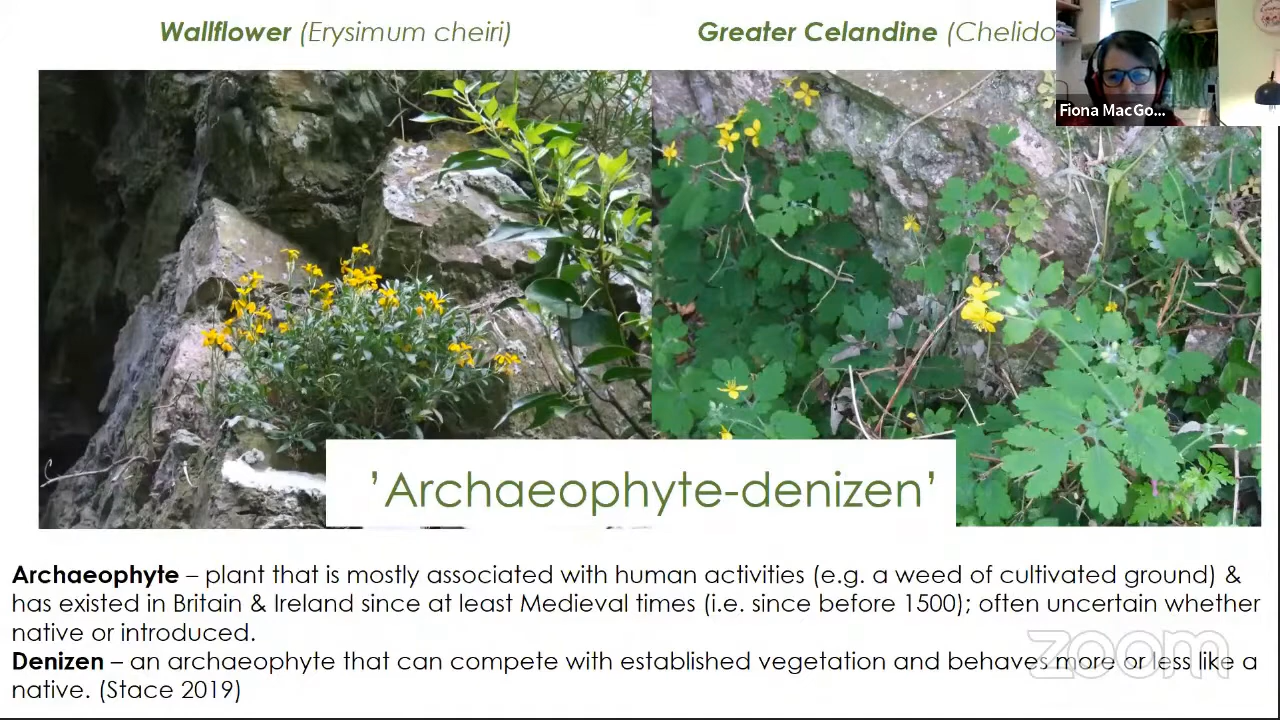 Wallflower (Erysimum cheiri)
Greater Celandine (Chelido
Fiona MacGo...
’Archaeophyte-denizen’
Archaeophyte – plant that is mostly associated with human activities (e.g. a weed of cultivated ground) &
has existed in Britain & Ireland since at least Medieval times (i.e. since before 1500); often uncertain whether
native or introduced.
Denizen – an archaeophyte that can compete with established vegetation and behaves more or less like a
native. (Stace 2019)
zoom